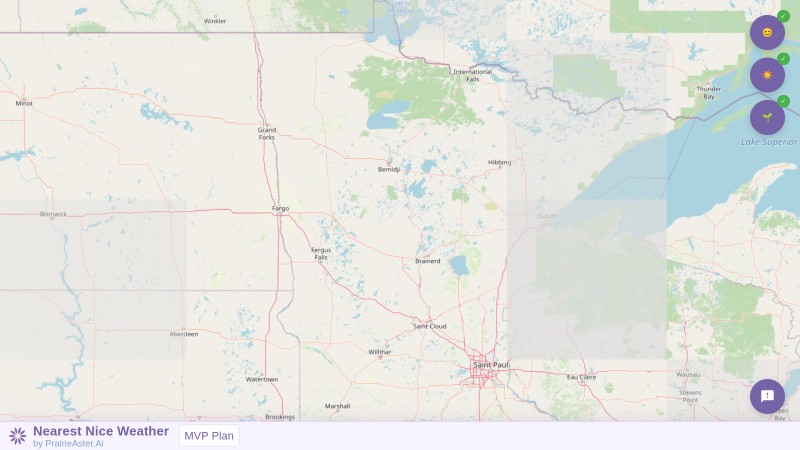 Winkler
International
Falls
Thunder
Bay
Minot
Lake Superior
Grand
Forks
Hibbing
Bemidji
Fargo
Bismarck
Duluth
Fergus
Falls
Brainerd
Saint Cloud
Aberdeen
Willmar
Saint Paul
Wausau
Eau Claire
Watertown
Stevens
Point
Marshall
Green
Bay
Brookings
Nearest Nice Weather
by PrairieAster.Ai
MVP Plan